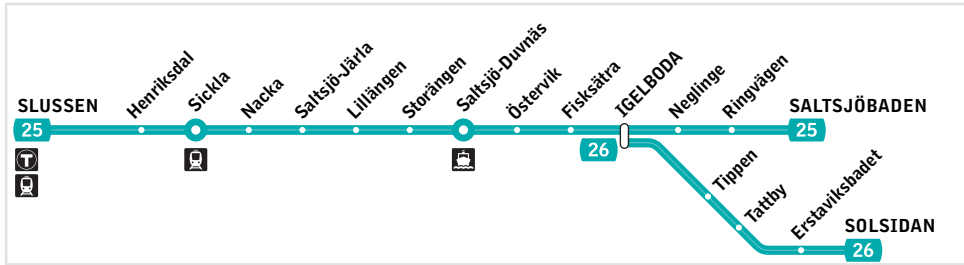 SLUSSEN
25
T
Henriksdal
Sickla
Nacka
Saltsjö-Järla
Lillängen
Storängen
Saltsjö-Duvnäs
Östervik
Fisksätra
26
IGELBODA
Neglinge
Ringvägen
SALTSJÖBADEN
25
Tippen
Tattby
Erstaviksbadet
SOLSIDAN
26